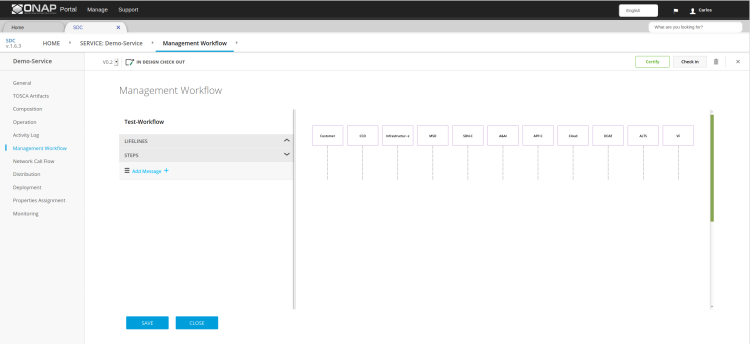 ONAP Portal Manage Support English Carlos
Home SDC × What are you looking for?
SDC
v.1.6.3
HOME SERVICE: Demo-Service Management Workflow
Demo-Service V0.2 IN DESIGN CHECK OUT Certify Check in ×
General
Management Workflow
TOSCA Artifacts
Composition
Operation
Activity Log
Management Workflow
Network Call Flow
Distribution
Deployment
Properties Assignment
Monitoring
Test-Workflow
LIFELINES
STEPS
Add Message +
Customer CCD Infrastructur-e MSO SDN-C A&AI APP-C Cloud DCAE ALTS VF
SAVE CLOSE